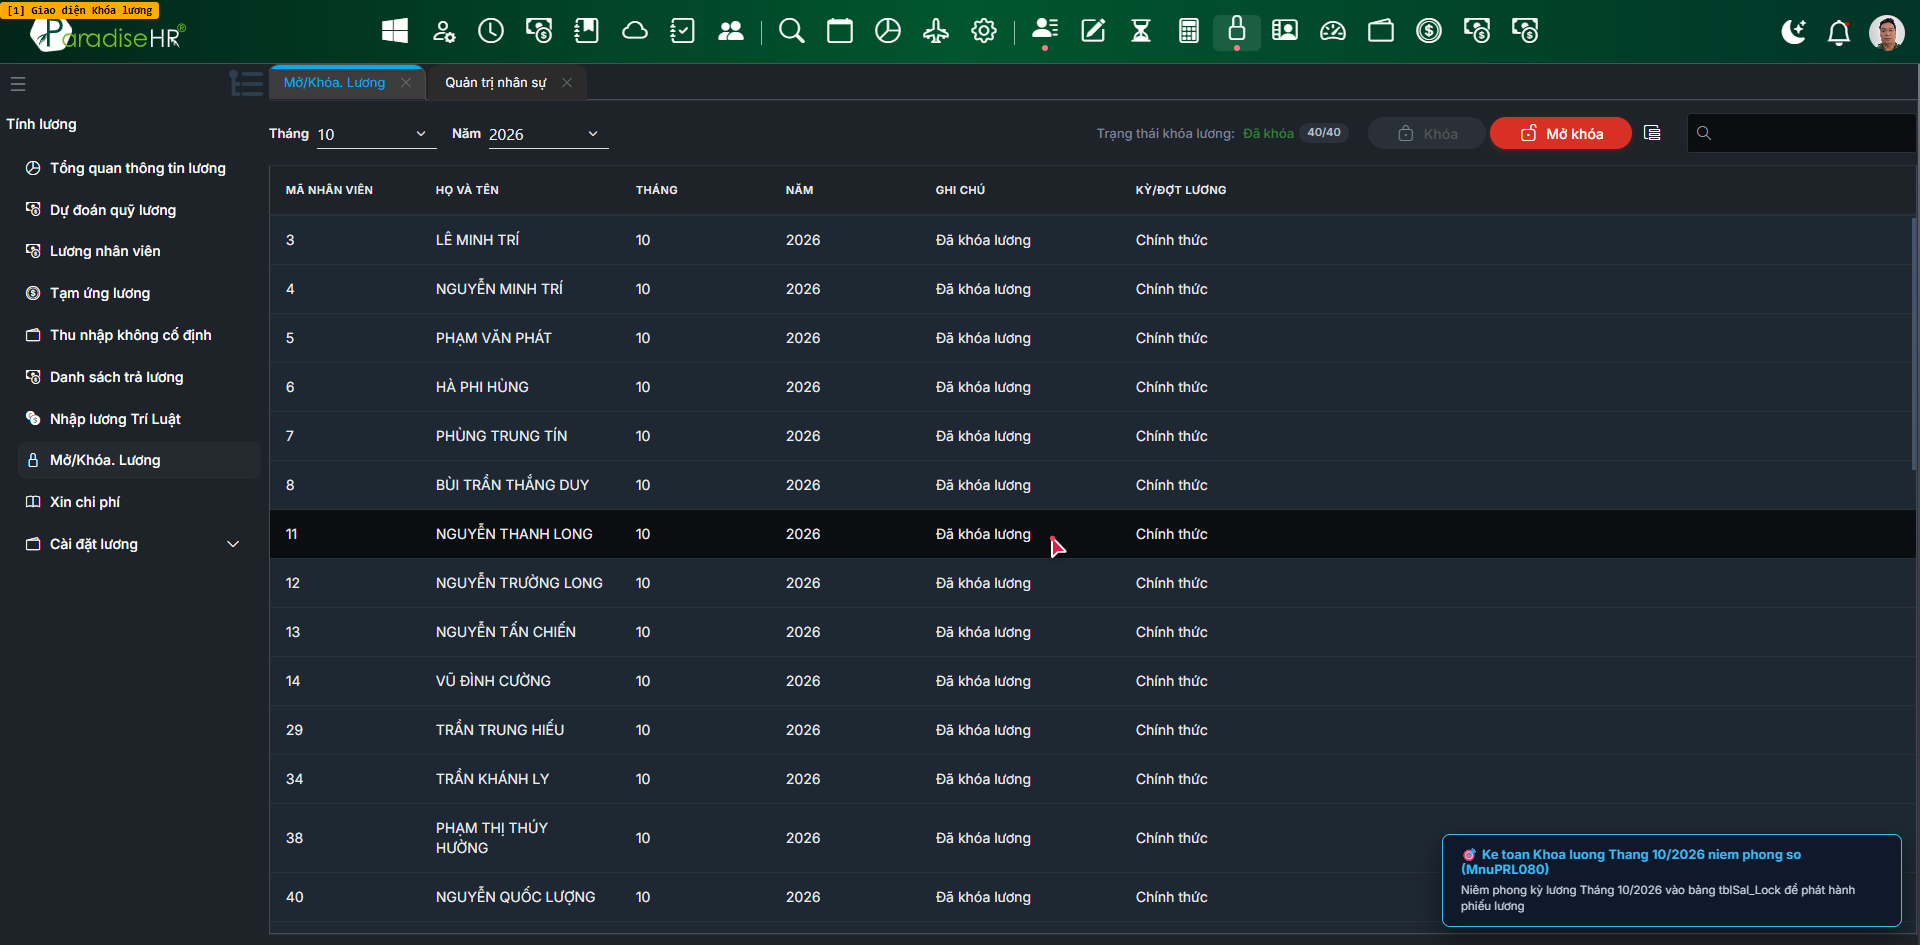 [1] Giao diện Khóa lương
ParadiseHR®
Mở/Khóa. Lương
Quản trị nhân sự
Tính lương
Tổng quan thông tin lương
Dự đoán quỹ lương
Lương nhân viên
Tạm ứng lương
Thu nhập không cố định
Danh sách trả lương
Nhập lương Trí Luật
Mở/Khóa. Lương
Xin chi phí
Cài đặt lương
Tháng 10 Năm 2026 Trạng thái khóa lương: Đã khóa 40/40 Khóa Mở khóa
MÃ NHÂN VIÊN HỌ VÀ TÊN THÁNG NĂM GHI CHÚ KỲ/ĐỢT LƯƠNG
3 LÊ MINH TRÍ 10 2026 Đã khóa lương Chính thức
4 NGUYỄN MINH TRÍ 10 2026 Đã khóa lương Chính thức
5 PHẠM VĂN PHÁT 10 2026 Đã khóa lương Chính thức
6 HÀ PHI HÙNG 10 2026 Đã khóa lương Chính thức
7 PHÙNG TRUNG TÍN 10 2026 Đã khóa lương Chính thức
8 BÙI TRẦN THẮNG DUY 10 2026 Đã khóa lương Chính thức
11 NGUYỄN THANH LONG 10 2026 Đã khóa lương Chính thức
12 NGUYỄN TRƯỜNG LONG 10 2026 Đã khóa lương Chính thức
13 NGUYỄN TẤN CHIẾN 10 2026 Đã khóa lương Chính thức
14 VŨ ĐÌNH CƯỜNG 10 2026 Đã khóa lương Chính thức
29 TRẦN TRUNG HIẾU 10 2026 Đã khóa lương Chính thức
34 TRẦN KHÁNH LY 10 2026 Đã khóa lương Chính thức
38 PHẠM THỊ THÚY HƯỜNG 10 2026 Đã khóa lương Chính thức
40 NGUYỄN QUỐC LƯỢNG 10 2026 Đã khóa lương Chính thức
🎯 Ke toan Khoa luong Thang 10/2026 niem phong so
(MnuPRL080)
Niêm phong kỳ lương Tháng 10/2026 vào bảng tblSal_Lock để phát hành
phiếu lương